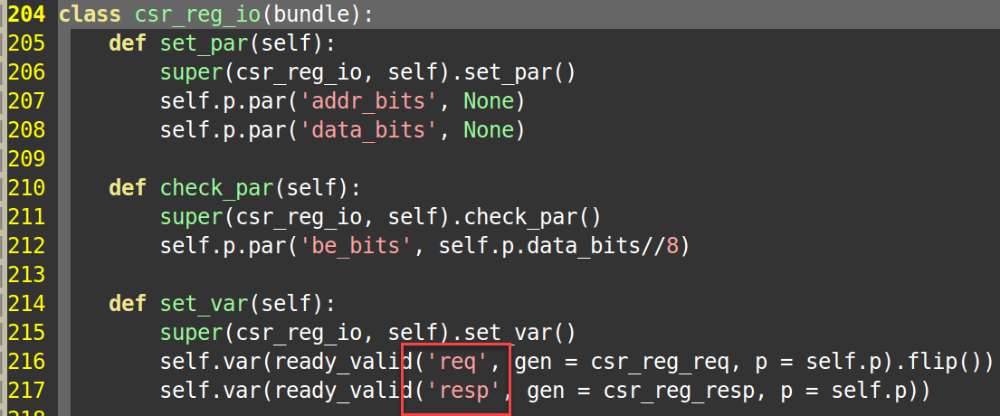 204 class csr_reg_io(bundle):
205     def set_par(self):
206         super(csr_reg_io, self).set_par()
207         self.p.par('addr_bits', None)
208         self.p.par('data_bits', None)
209
210     def check_par(self):
211         super(csr_reg_io, self).check_par()
212         self.p.par('be_bits', self.p.data_bits//8)
213
214     def set_var(self):
215         super(csr_reg_io, self).set_var()
216         self.var(ready_valid('req', gen = csr_reg_req, p = self.p).flip())
217         self.var(ready_valid('resp', gen = csr_reg_resp, p = self.p))
218